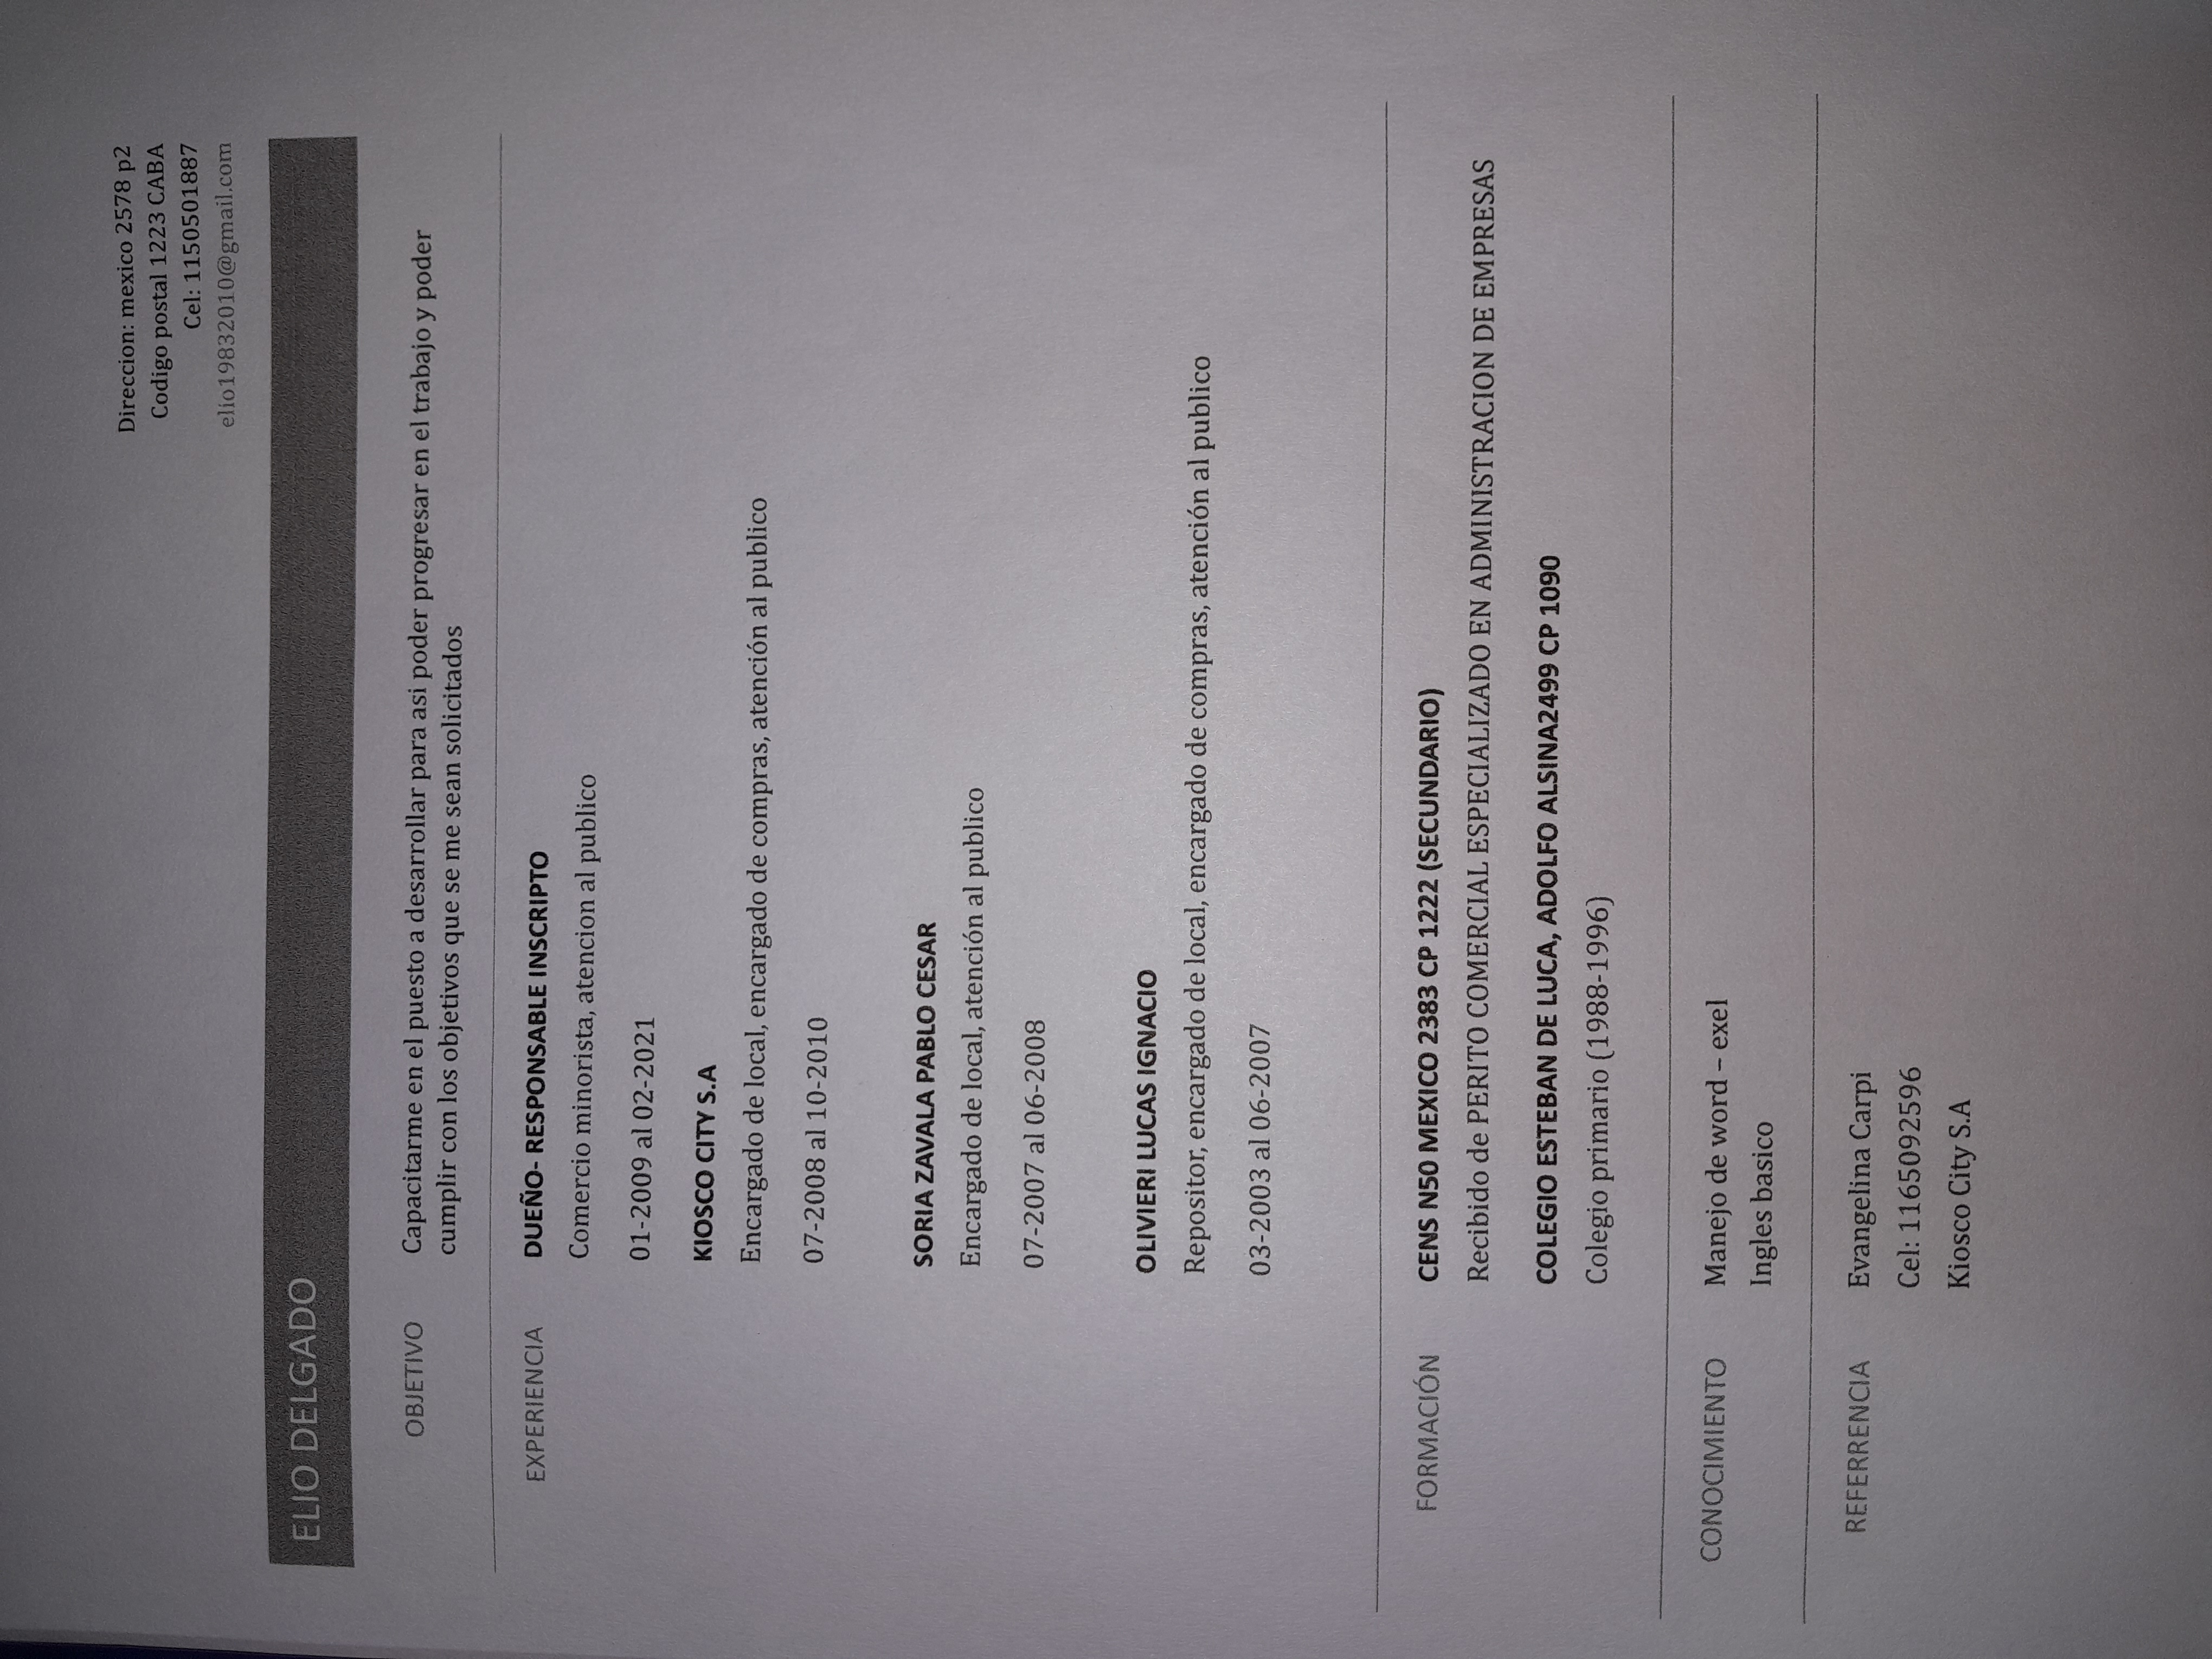 Direccion: mexico 2578 p2
Codigo postal 1223 CABA
Cel: 1150501887
elio19832010@gmail.com
ELIO DELGADO
OBJETIVO
Capacitarme en el puesto a desarrollar para asi poder progresar en el trabajo y poder
cumplir con los objetivos que se me sean solicitados
EXPERIENCIA
DUEÑO- RESPONSABLE INSCRIPTO
Comercio minorista, atencion al publico
01-2009 al 02-2021
KIOSCO CITY S.A
Encargado de local, encargado de compras, atención al publico
07-2008 al 10-2010
SORIA ZAVALA PABLO CESAR
Encargado de local, atención al publico
07-2007 al 06-2008
OLIVIERI LUCAS IGNACIO
Repositor, encargado de local, encargado de compras, atención al publico
03-2003 al 06-2007
FORMACIÓN
CENS N50 MEXICO 2383 CP 1222 (SECUNDARIO)
Recibido de PERITO COMERCIAL ESPECIALIZADO EN ADMINISTRACION DE EMPRESAS
COLEGIO ESTEBAN DE LUCA, ADOLFO ALSINA2499 CP 1090
Colegio primario (1988-1996)
CONOCIMIENTO
Manejo de word – exel
Ingles basico
REFERRENCIA
Evangelina Carpi
Cel: 1165092596
Kiosco City S.A